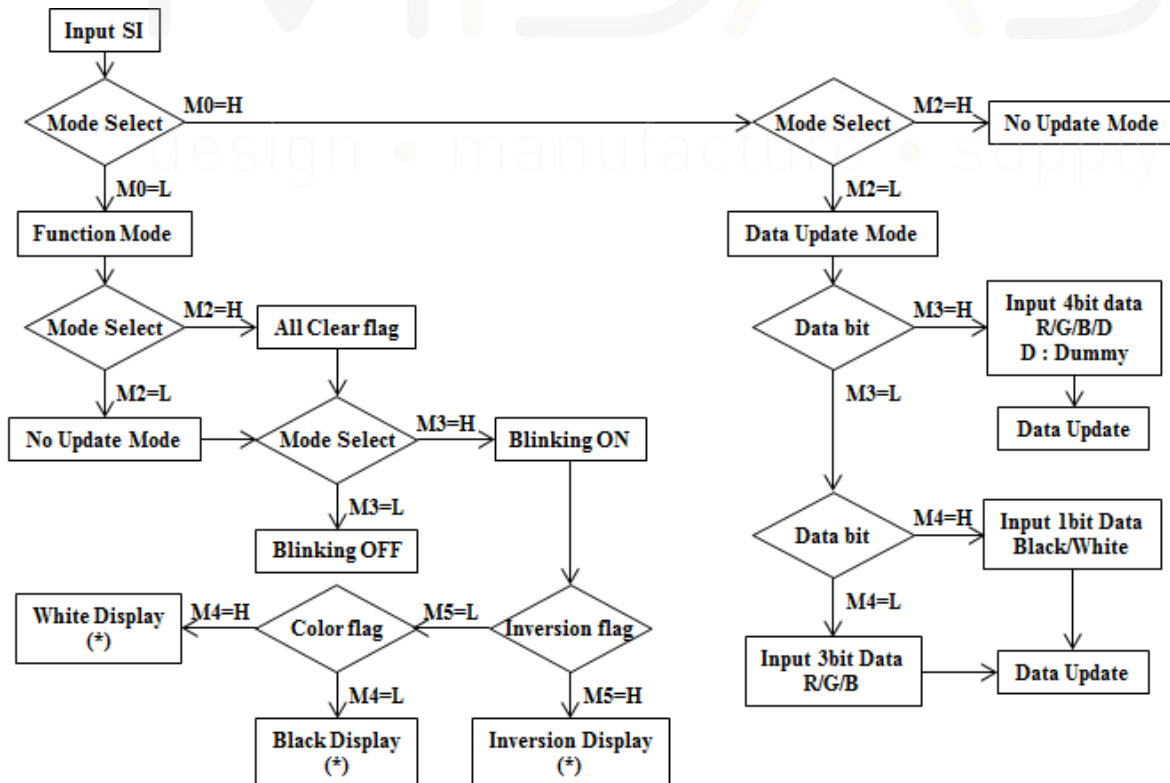 Input SI
Mode Select
M0=H
Mode Select
M2=H
No Update Mode
design • manufacture • supply
M0=L
M2=L
Function Mode
Data Update Mode
Mode Select
M2=H
All Clear flag
Data bit
M3=H
Input 4bit data
R/G/B/D
D : Dummy
M2=L
M3=L
No Update Mode
Mode Select
M3=H
Blinking ON
Data Update
M3=L
Blinking OFF
Data bit
M4=H
Input 1bit Data
Black/White
M4=L
White Display
(*)
M4=H
Color flag
M5=L
Inversion flag
Input 3bit Data
R/G/B
Data Update
M4=L
M5=H
Black Display
(*)
Inversion Display
(*)